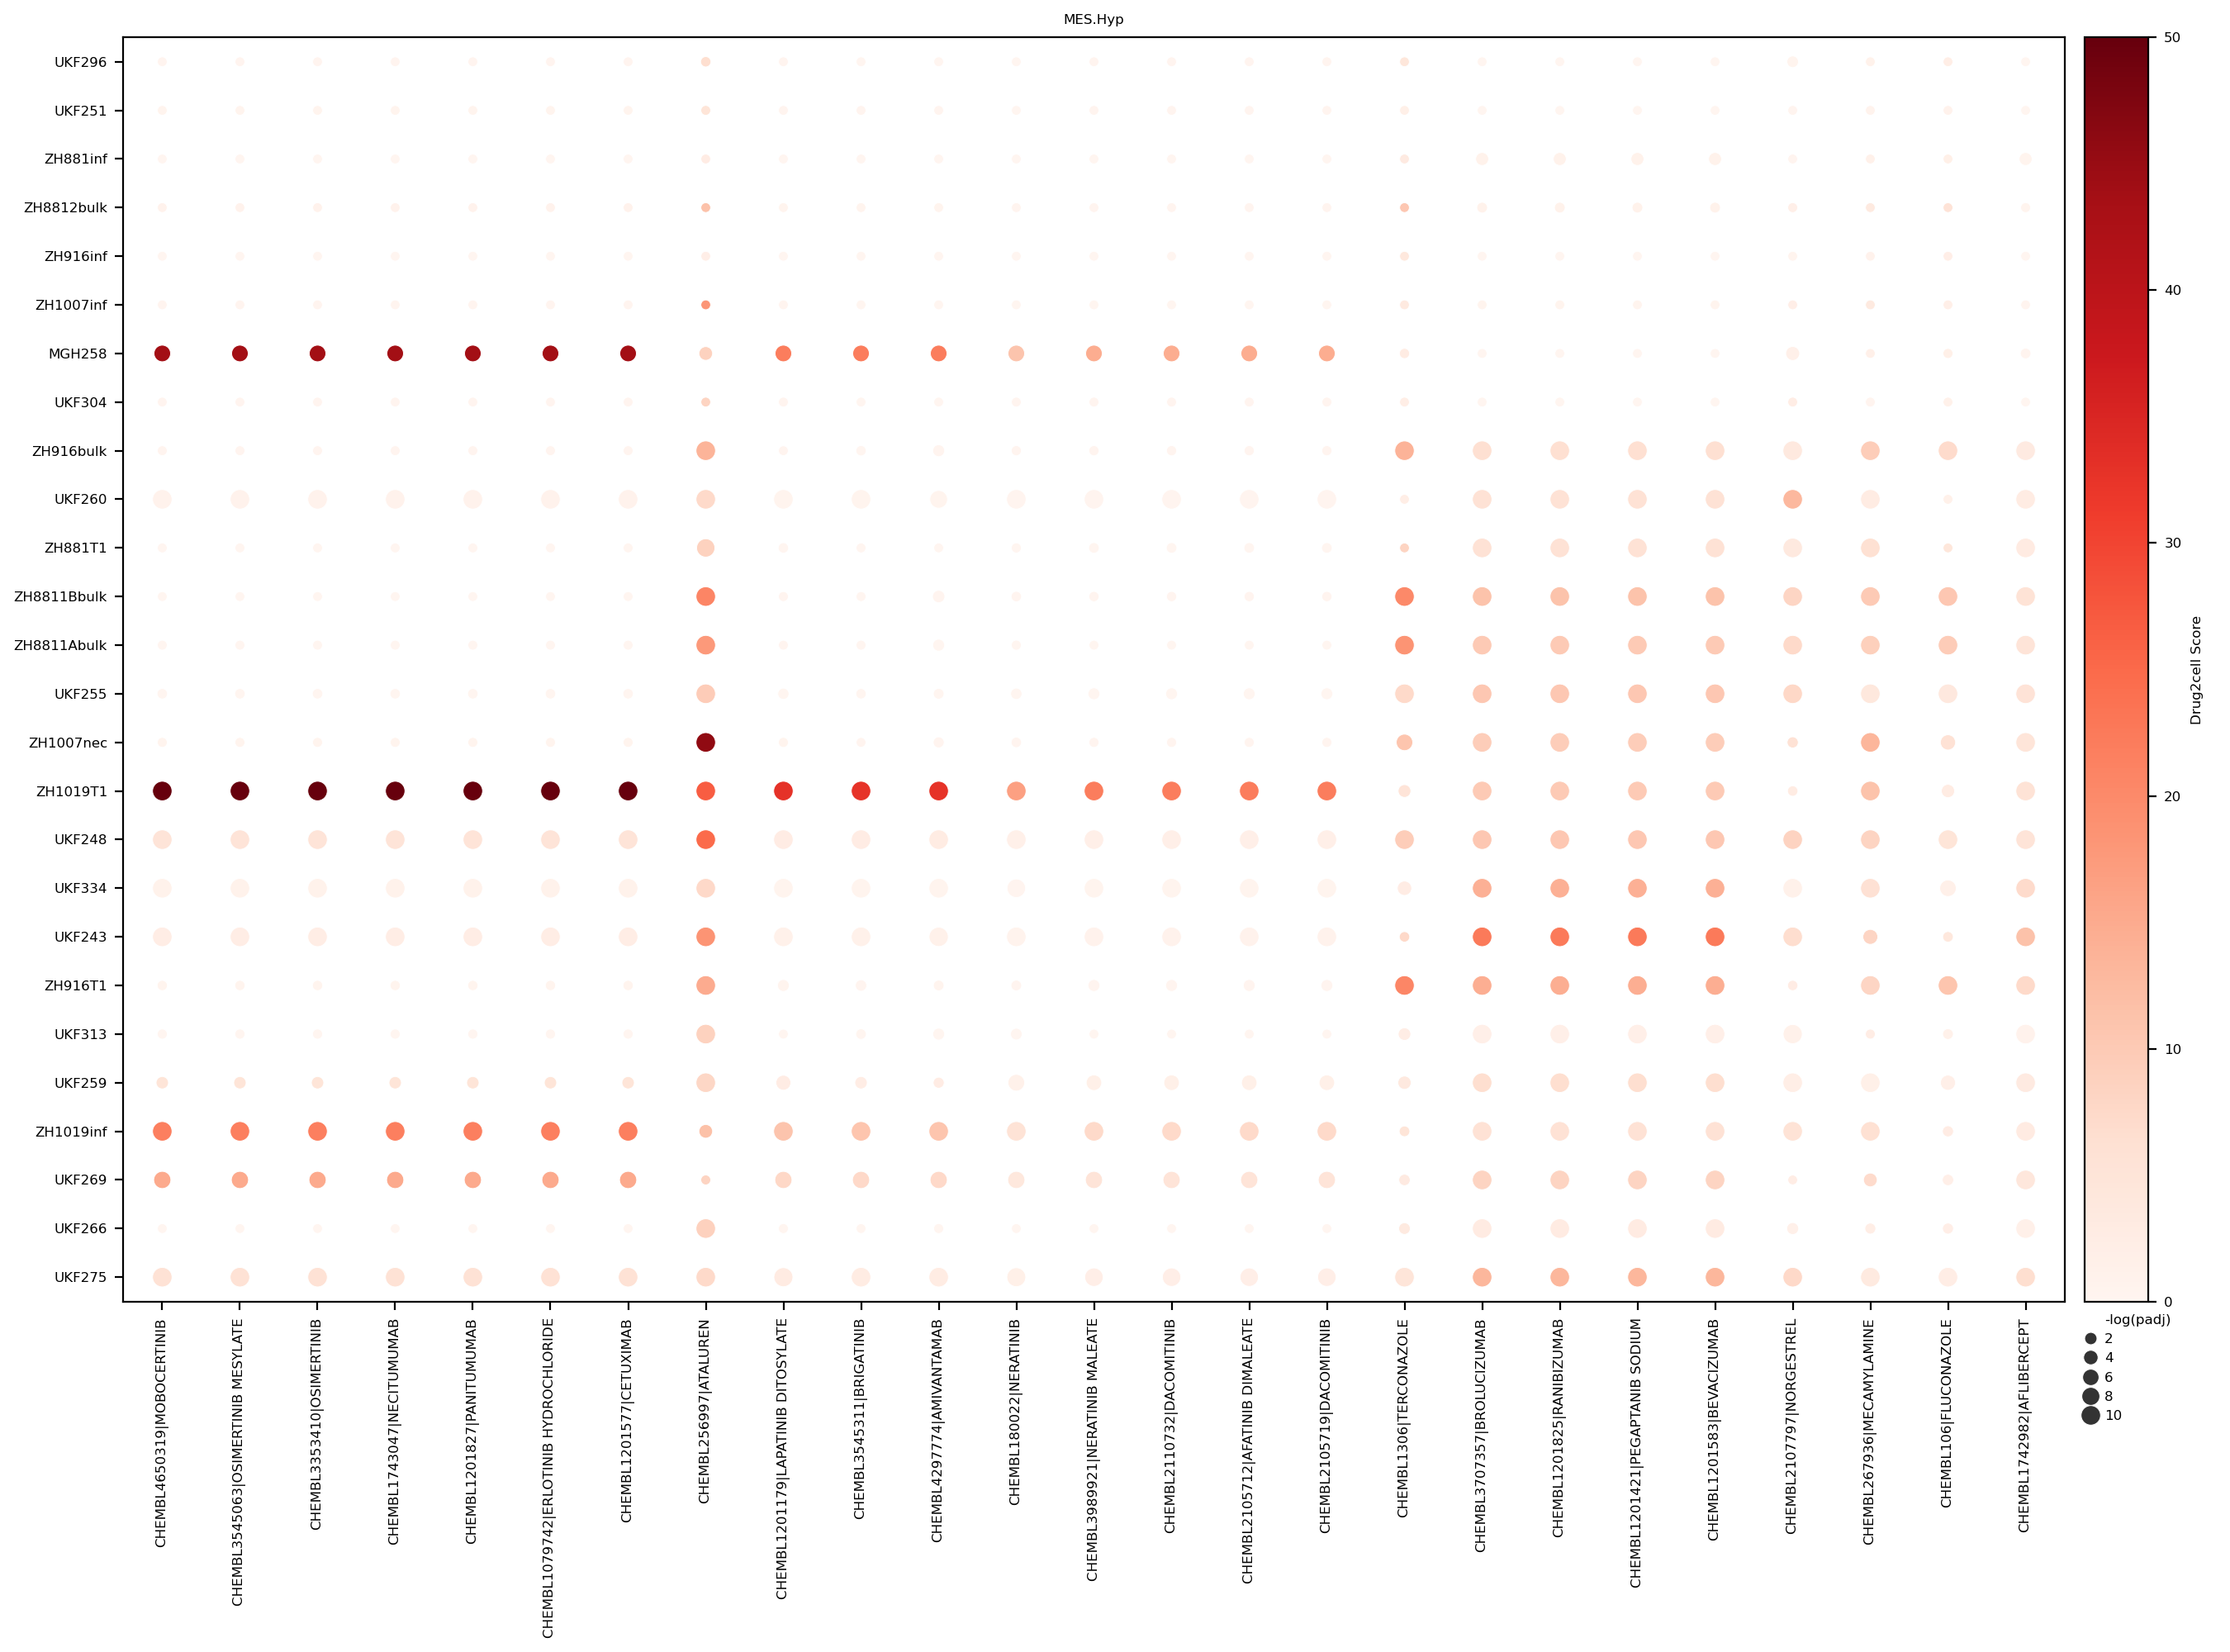 MES.Hyp
UKF296
UKF251
ZH881inf
ZH8812bulk
ZH916inf
ZH1007inf
MGH258
UKF304
ZH916bulk
UKF260
ZH881T1
ZH8811Bbulk
ZH8811Abulk
UKF255
ZH1007nec
ZH1019T1
UKF248
UKF334
UKF243
ZH916T1
UKF313
UKF259
ZH1019inf
UKF269
UKF266
UKF275
CHEMBL4650319|MOBOCERTINIB
CHEMBL3545063|OSIMERTINIB MESYLATE
CHEMBL3353410|OSIMERTINIB
CHEMBL1743047|NECITUMUMAB
CHEMBL1201827|PANITUMUMAB
CHEMBL1079742|ERLOTINIB HYDROCHLORIDE
CHEMBL1201577|CETUXIMAB
CHEMBL256997|ATALUREN
CHEMBL1201179|LAPATINIB DITOSYLATE
CHEMBL3545311|BRIGATINIB
CHEMBL4297774|AMIVANTAMAB
CHEMBL180022|NERATINIB
CHEMBL3989921|NERATINIB MALEATE
CHEMBL2110732|DACOMITINIB
CHEMBL2105712|AFATINIB DIMALEATE
CHEMBL2105719|DACOMITINIB
CHEMBL1306|TERCONAZOLE
CHEMBL3707357|BROLUCIZUMAB
CHEMBL1201825|RANIBIZUMAB
CHEMBL1201421|PEGAPTANIB SODIUM
CHEMBL1201583|BEVACIZUMAB
CHEMBL2107797|NORGESTREL
CHEMBL267936|MECAMYLAMINE
CHEMBL106|FLUCONAZOLE
CHEMBL1742982|AFLIBERCEPT
50
40
30
20
10
0
Drug2cell Score
-log(padj)
2
4
6
8
10